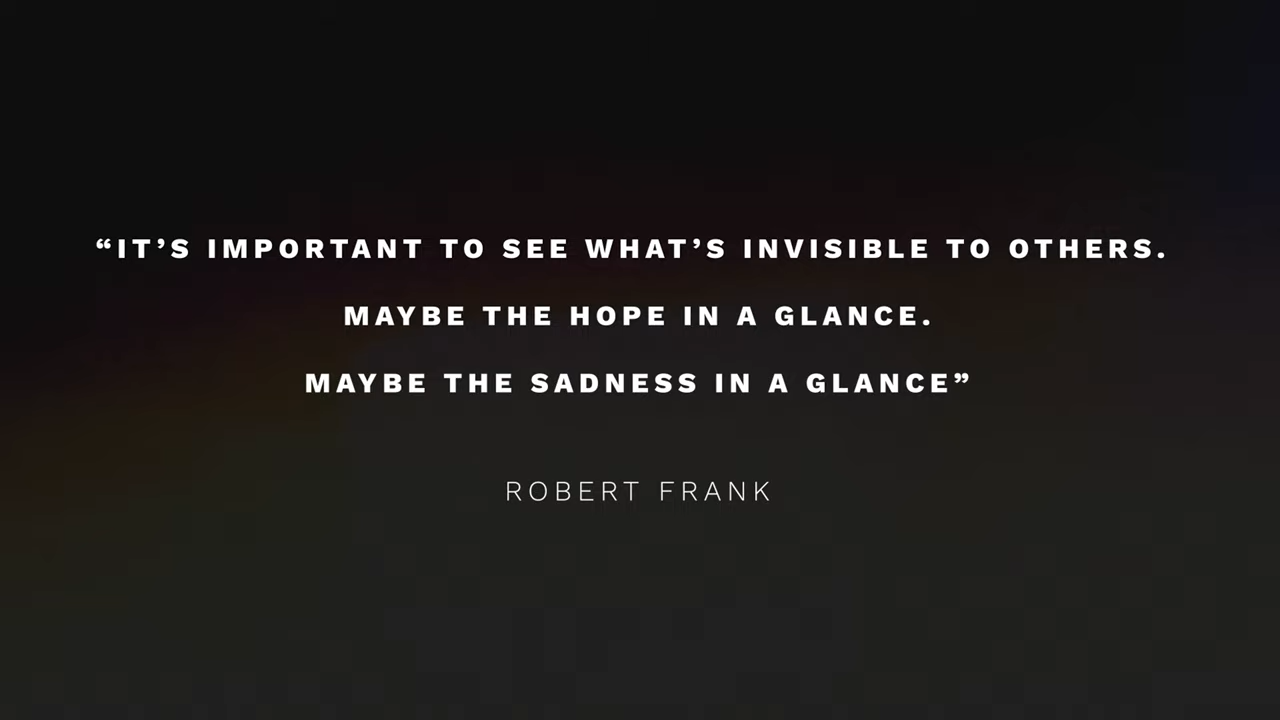 “IT’S IMPORTANT TO SEE WHAT’S INVISIBLE TO OTHERS.
MAYBE THE HOPE IN A GLANCE.
MAYBE THE SADNESS IN A GLANCE”
ROBERT FRANK